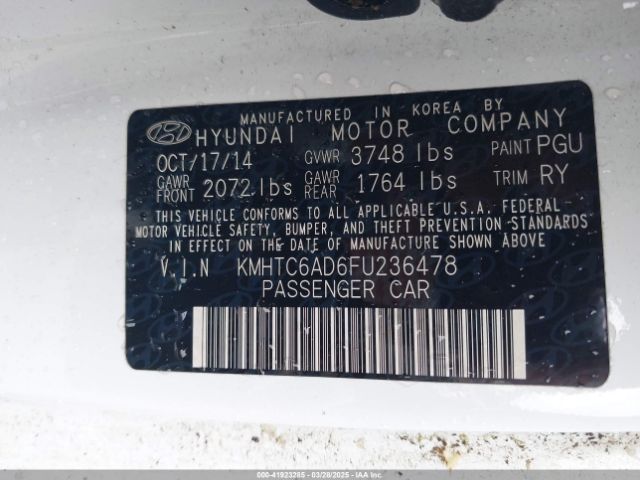 MANUFACTURED IN KOREA BY
HYUNDAI MOTOR COMPANY
OCT/17/14 GVWR 3748 lbs PAINT PGU
GAWR FRONT 2072 lbs GAWR REAR 1764 lbs TRIM RY
THIS VEHICLE CONFORMS TO ALL APPLICABLE U.S.A. FEDERAL
MOTOR VEHICLE SAFETY, BUMPER, AND THEFT PREVENTION STANDARDS
IN EFFECT ON THE DATE OF MANUFACTURE SHOWN ABOVE
V.I.N KMHTC6AD6FU236478
PASSENGER CAR
000-41923285 03/28/2025 IAAI.COM